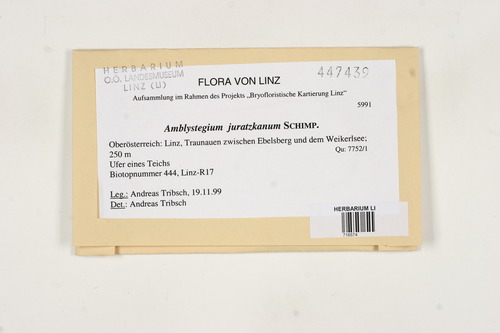 HERBARIUM
O.Ö. LANDESMUSEUM
LINZ (LI)
447439
FLORA VON LINZ
Aufsammlung im Rahmen des Projekts „Bryofloristische Kartierung Linz"
5991
Amblystegium juratzkanum SCHIMP.
Oberösterreich: Linz, Traunauen zwischen Ebelsberg und dem Weikerlsee;
250 m
Qu: 7752/1
Ufer eines Teichs
Biotopnummer 444, Linz-R17
Leg.: Andreas Tribsch, 19.11.99
Det.: Andreas Tribsch
HERBARIUM LI
716574